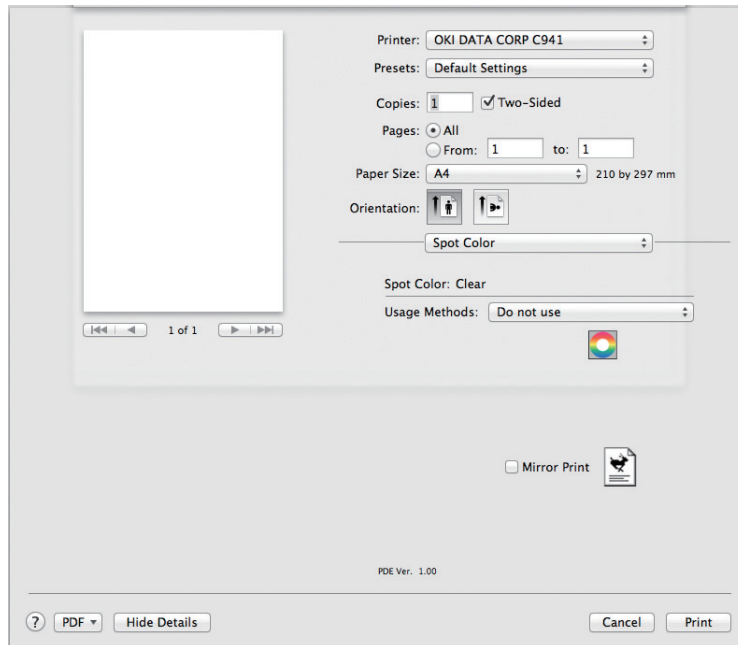 Printer: OKI DATA CORP C941
Presets: Default Settings
Copies: 1 Two-Sided
Pages: All
From: 1 to: 1
Paper Size: A4 210 by 297 mm
Orientation:
Spot Color
Spot Color: Clear
Usage Methods: Do not use
1 of 1
Mirror Print
PDE Ver. 1.00
? PDF Hide Details Cancel Print